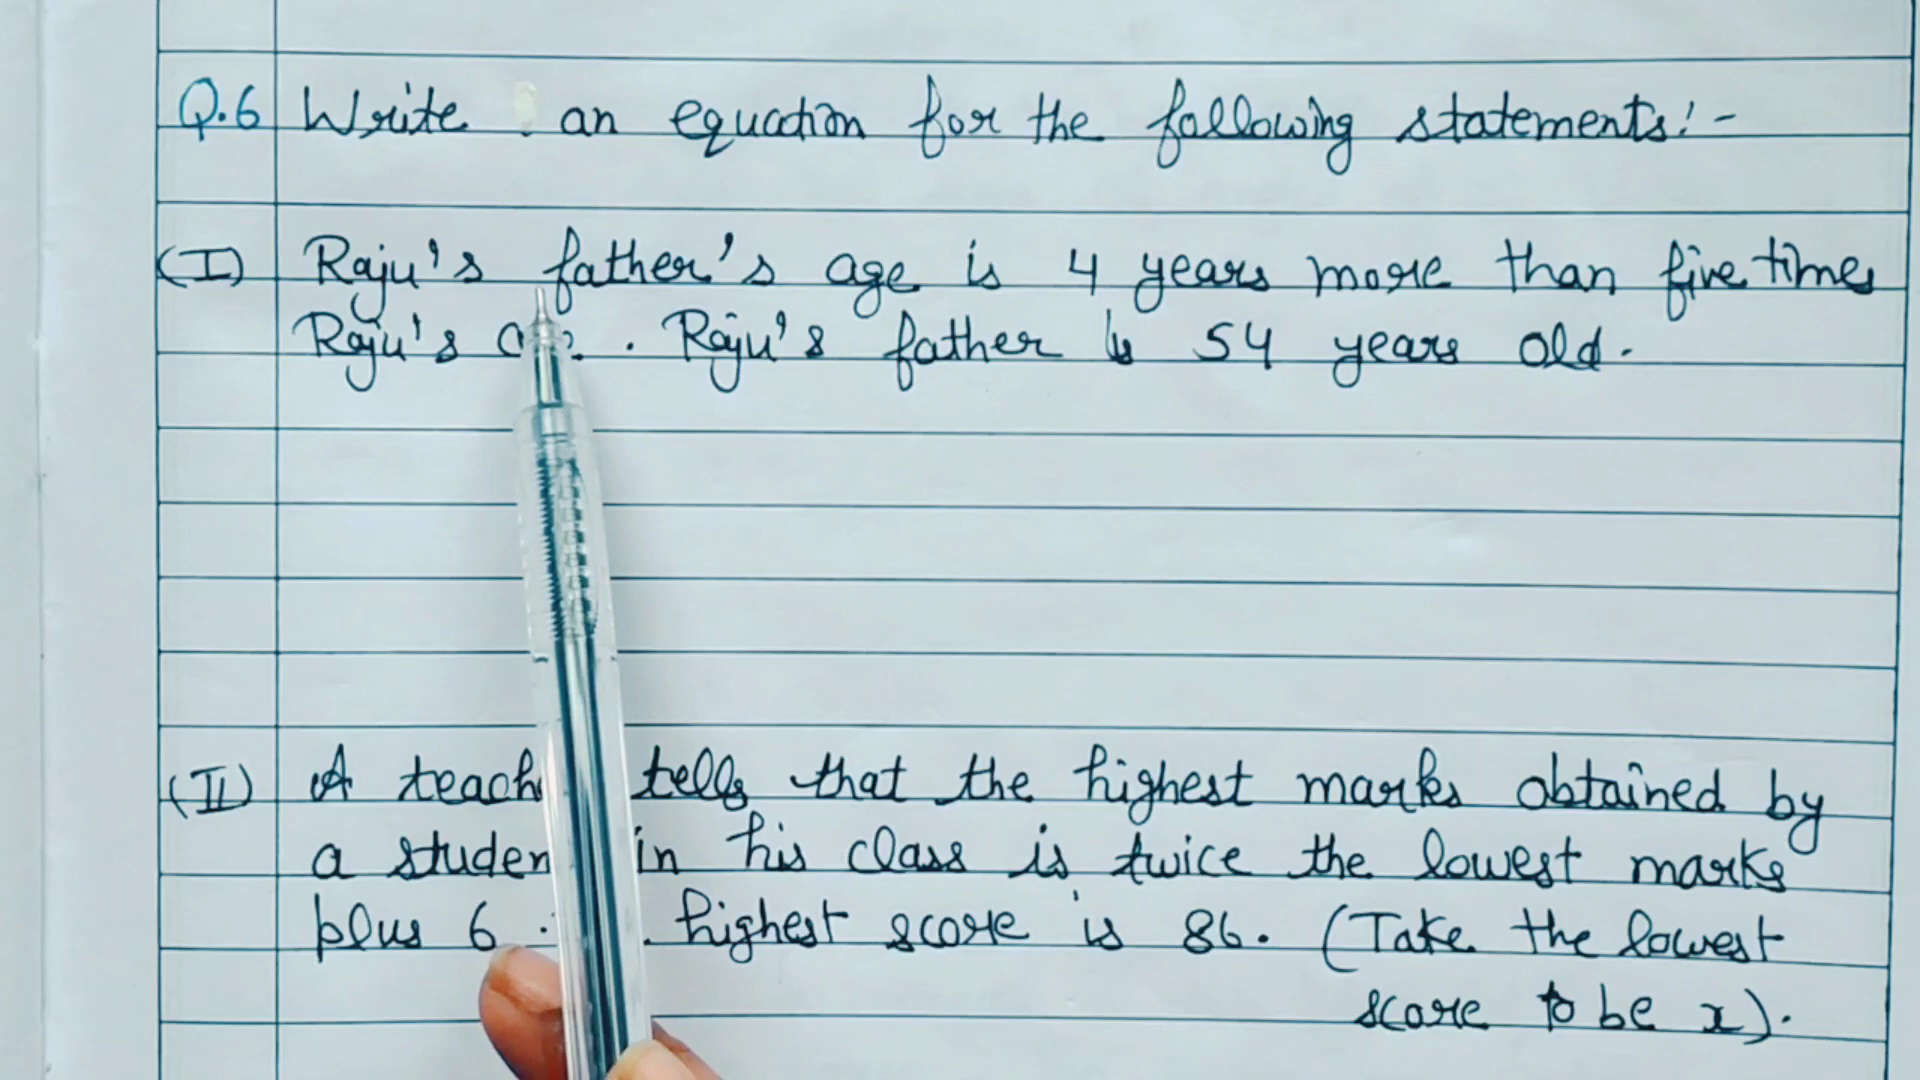 Q.6 Write an equation for the following statements:-
(I) Raju's father's age is 4 years more than five times
Raju's . Raju's father is 54 years old.
(II) A tells that the highest marks obtained by
a in his class is twice the lowest marks
plus 6 . highest score is 86. (Take the lowest
score to be x).